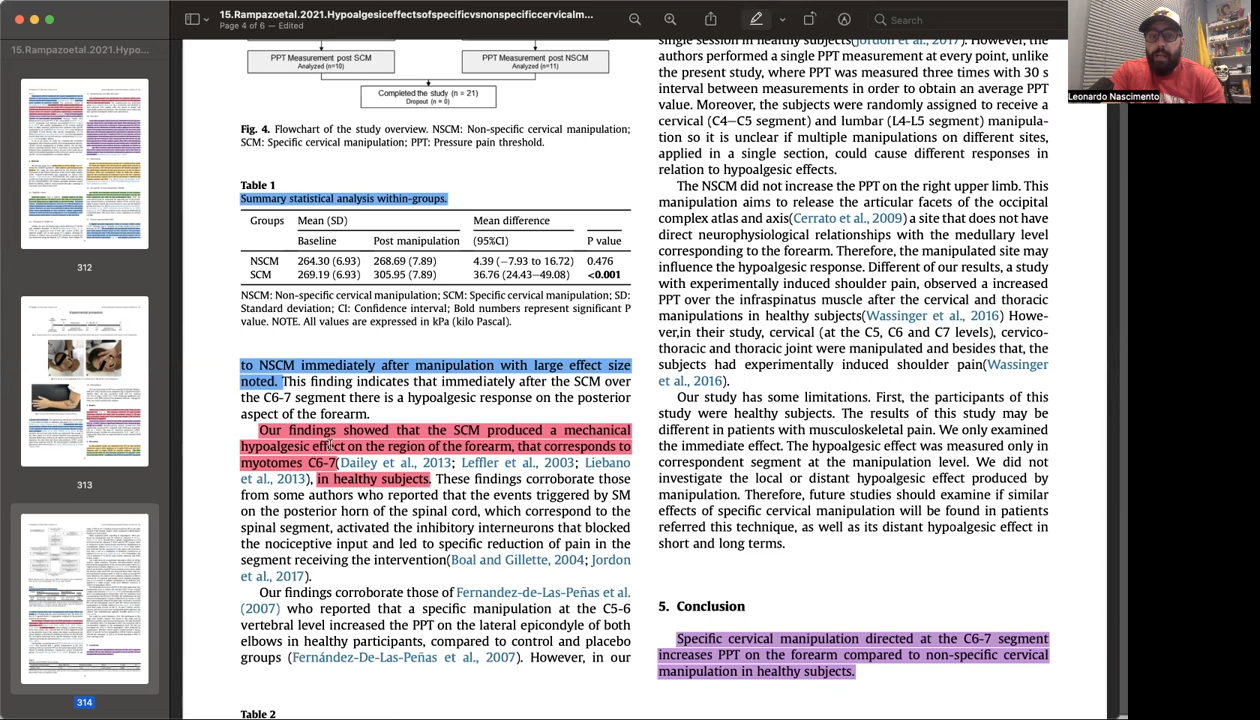 15.Rampazoetal.2021.Hypoalgesiceffectsofspecificvsnonspecificcervicalm...
Page 4 of 6 – Edited
Search
Leonardo Nascimento
15.Rampazoetal.2021.Hypo...
312
313
314
PPT Measurement post SCM
Analyzed (n=10)
PPT Measurement post NSCM
Analyzed (n=11)
Completed the study (n = 21)
Dropout (n = 0)
Fig. 4. Flowchart of the study overview. NSCM: Non-specific cervical manipulation;
SCM: Specific cervical manipulation; PPT: Pressure pain threshold.
Table 1
Summary statistical analysis within-groups.
Groups Mean (SD) Mean difference
Baseline Post manipulation (95%CI) P value
NSCM 264.30 (6.93) 268.69 (7.89) 4.39 (−7.93 to 16.72) 0.476
SCM 269.19 (6.93) 305.95 (7.89) 36.76 (24.43–49.08) <0.001
NSCM: Non-specific cervical manipulation; SCM: Specific cervical manipulation; SD:
Standard deviation; CI: Confidence interval; Bold numbers represent significant P
value. NOTE. All values are expressed in kPa (kilo Pascal).
to NSCM immediately after manipulation with large effect size
noted. This finding indicates that immediately after the SCM over
the C6-7 segment there is a hypoalgesic response on the posterior
aspect of the forearm.
Our findings showed that the SCM produced a mechanical
hypoalgesic effect on the region of the forearm, that corresponds to
myotomes C6-7(Dailey et al., 2013; Leffler et al., 2003; Liebano
et al., 2013), in healthy subjects. These findings corroborate those
from some authors who reported that the events triggered by SM
on the posterior horn of the spinal cord, which correspond to the
spinal segment, activated the inhibitory interneurons that blocked
the nociceptive input and led to specific reduction of pain in the
segment receiving the intervention(Boal and Gillette, 2004; Jordon
et al., 2017).
Our findings corroborate those of Fernandez-de-Las-Peñas et al.
(2007) who reported that a specific manipulation at the C5-6
vertebral level increased the PPT on the lateral epicondyle of both
elbows in healthy participants, compared to control and placebo
groups (Fernández-De-Las-Peñas et al., 2007). However, in our
Table 2
single session in healthy subjects(Jordon et al., 2017). However, the
authors performed a single PPT measurement at every point, unlike
the present study, where PPT was measured three times with 30 s
interval between measurements in order to obtain an average PPT
value. Moreover, the subjects were randomly assigned to receive a
cervical (C4–C5 segment) and lumbar (L4-L5 segment) manipula-
tion so it is unclear if multiple manipulations on different sites,
applied in a single section, could cause different responses in
relation to hypoalgesic effects.
The NSCM did not increase the PPT on the right upper limb. This
manipulation aims to release the articular facets of the occipital
complex atlas and axis(Cerrato et al., 2009) a site that does not have
direct neurophysiological relationships with the medullary level
corresponding to the forearm. Therefore, the manipulated site may
influence the hypoalgesic response. Different of our results, a study
with experimentally induced shoulder pain, observed a increased
PPT over the infraspinatus muscle after the cervical and thoracic
manipulations in healthy subjects(Wassinger et al., 2016) Howe-
ver,in their study, cervical (at the C5, C6 and C7 levels), cervico-
thoracic and thoracic joint were manipulated and besides that, the
subjects had experimentally induced shoulder pain(Wassinger
et al., 2016).
Our study has some limitations. First, the participants of this
study were healthy subjects. The results of this study may be
different in patients with musculoskeletal pain. We only examined
the immediate effect. The hypoalgesic effect was measured only in
correspondent segment at the manipulation level. We did not
investigate the local or distant hypoalgesic effect produced by
manipulation. Therefore, future studies should examine if similar
effects of specific cervical manipulation will be found in patients
referred this technique, as well as its distant hypoalgesic effect in
short and long terms.
5. Conclusion
Specific cervical manipulation directed at the C6-7 segment
increases PPT on the forearm compared to non-specific cervical
manipulation in healthy subjects.